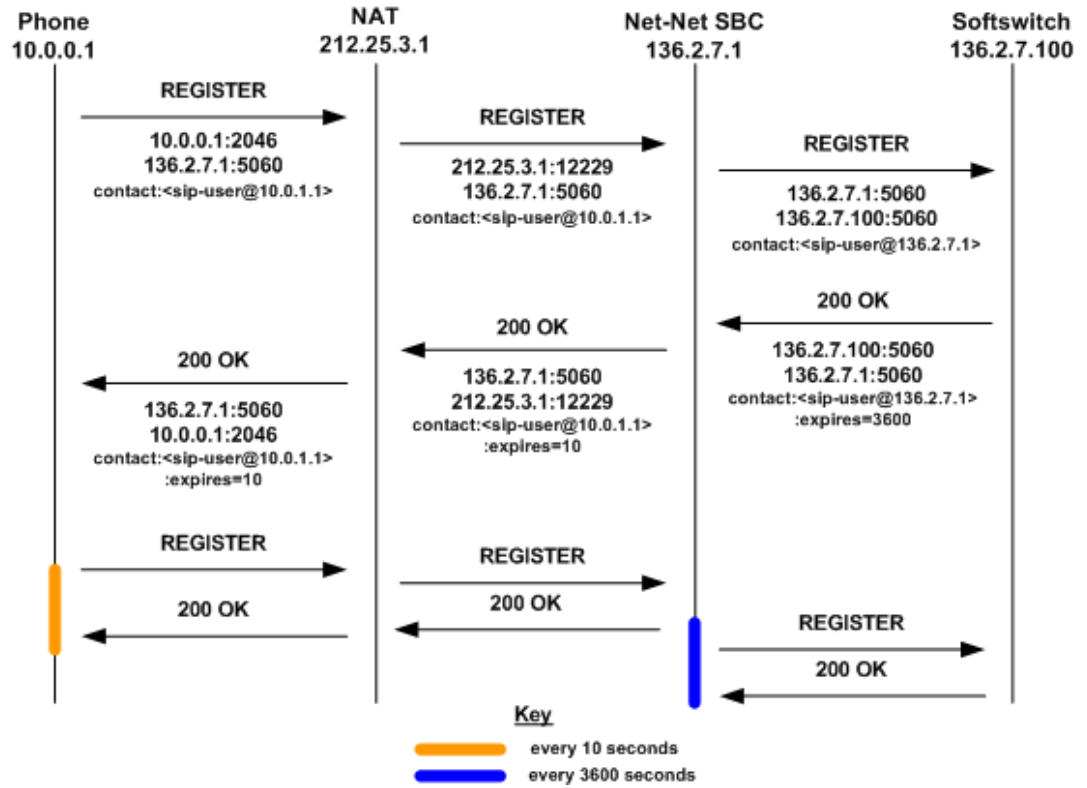 Phone
10.0.0.1
NAT
212.25.3.1
Net-Net SBC
136.2.7.1
Softswitch
136.2.7.100
REGISTER
10.0.0.1:2046
136.2.7.1:5060
contact:<sip-user@10.0.1.1>
REGISTER
212.25.3.1:12229
136.2.7.1:5060
contact:<sip-user@10.0.1.1>
REGISTER
136.2.7.1:5060
136.2.7.100:5060
contact:<sip-user@136.2.7.1>
200 OK
136.2.7.100:5060
136.2.7.1:5060
contact:<sip-user@136.2.7.1>
:expires=3600
200 OK
136.2.7.1:5060
212.25.3.1:12229
contact:<sip-user@10.0.1.1>
:expires=10
200 OK
136.2.7.1:5060
10.0.0.1:2046
contact:<sip-user@10.0.1.1>
:expires=10
REGISTER
200 OK
REGISTER
200 OK
REGISTER
200 OK
Key
every 10 seconds
every 3600 seconds